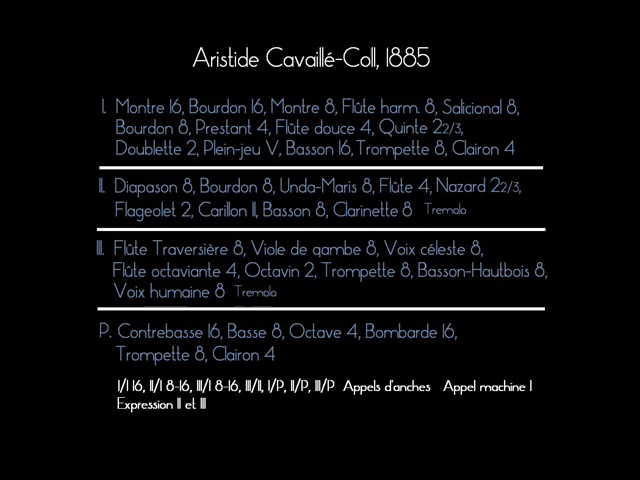 Aristide Cavaillé-Coll, 1885
I. Montre 16, Bourdon 16, Montre 8, Flûte harm. 8, Salicional 8,
Bourdon 8, Prestant 4, Flûte douce 4, Quinte 22/3,
Doublette 2, Plein-jeu V, Basson 16, Trompette 8, Clairon 4
II. Diapason 8, Bourdon 8, Unda-Maris 8, Flûte 4, Nazard 22/3,
Flageolet 2, Carillon II, Basson 8, Clarinette 8 Tremolo
III. Flûte Traversière 8, Viole de gambe 8, Voix céleste 8,
Flûte octaviante 4, Octavin 2, Trompette 8, Basson-Hautbois 8,
Voix humaine 8 Tremolo
P. Contrebasse 16, Basse 8, Octave 4, Bombarde 16,
Trompette 8, Clairon 4
I/I 16, II/I 8-16, III/I 8-16, III/II, I/P, II/P, III/P Appels d'anches Appel machine I
Expression II et III